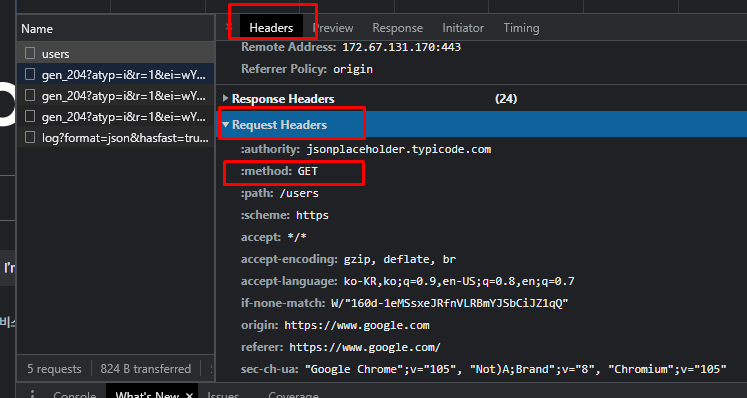 Name
users
gen_204?atyp=i&r=1&ei=wY...
gen_204?atyp=i&r=1&ei=wY...
gen_204?atyp=i&r=1&ei=wY...
log?format=json&hasfast=tru...
5 requests
824 B transferred
Headers
Preview
Response
Initiator
Timing
Remote Address: 172.67.131.170:443
Referrer Policy: origin
Response Headers (24)
Request Headers
:authority: jsonplaceholder.typicode.com
:method: GET
:path: /users
:scheme: https
accept: */*
accept-encoding: gzip, deflate, br
accept-language: ko-KR,ko;q=0.9,en-US;q=0.8,en;q=0.7
if-none-match: W/"160d-1eMSsxeJRfnVLRBmYJSbCiJZ1qQ"
origin: https://www.google.com
referer: https://www.google.com/
sec-ch-ua: "Google Chrome";v="105", "Not)A;Brand";v="8", "Chromium";v="105"
I'm
Console
What's New
Issues
Coverage